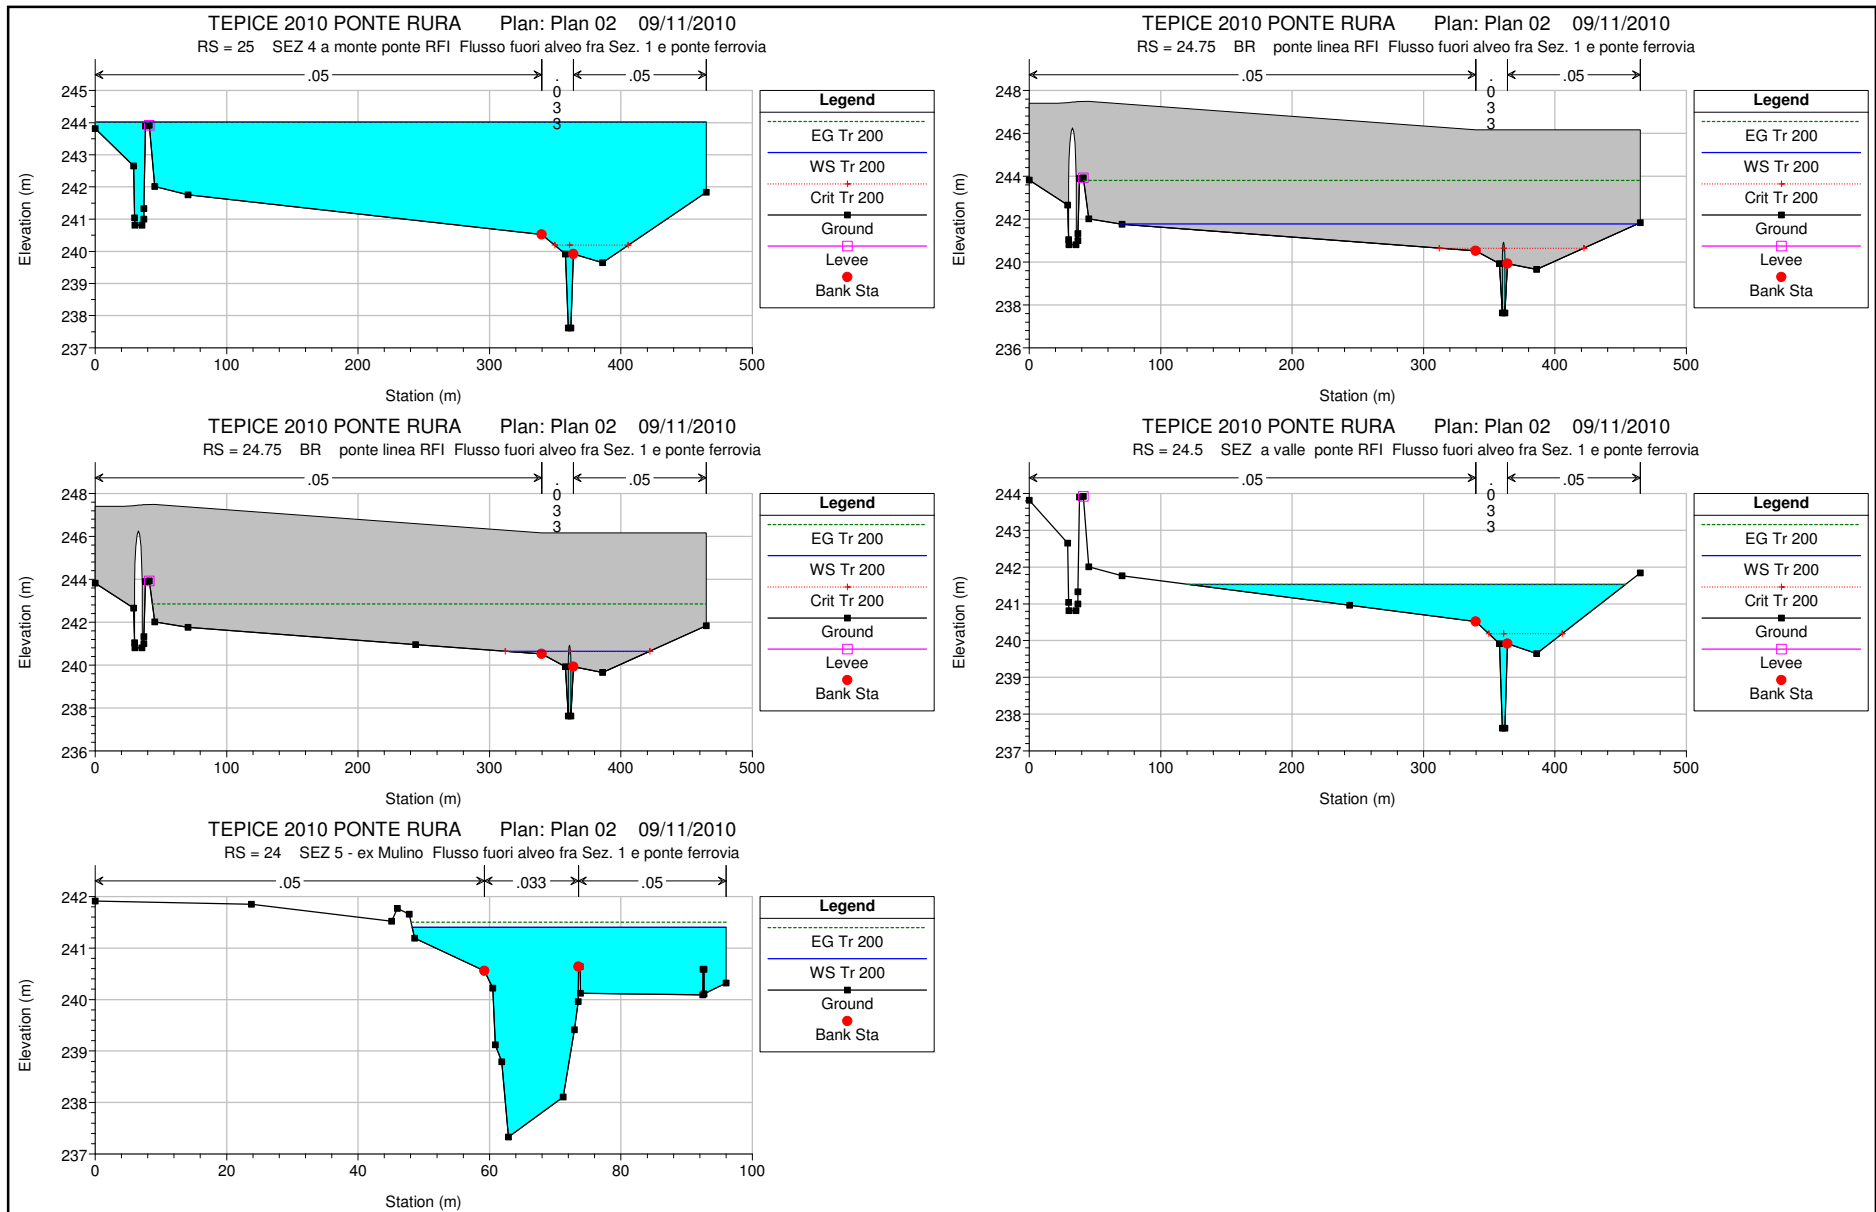 TEPICE 2010 PONTE RURA Plan: Plan 02 09/11/2010
RS = 25 SEZ 4 a monte ponte RFI Flusso fuori alveo fra Sez. 1 e ponte ferrovia
.05 .033 .05
245
244
243
242
241
240
239
238
237
Elevation (m)
0 100 200 300 400 500
Station (m)
Legend
EG Tr 200
WS Tr 200
Crit Tr 200
Ground
Levee
Bank Sta
TEPICE 2010 PONTE RURA Plan: Plan 02 09/11/2010
RS = 24.75 BR ponte linea RFI Flusso fuori alveo fra Sez. 1 e ponte ferrovia
.05 .033 .05
248
246
244
242
240
238
236
Elevation (m)
0 100 200 300 400 500
Station (m)
Legend
EG Tr 200
WS Tr 200
Crit Tr 200
Ground
Levee
Bank Sta
TEPICE 2010 PONTE RURA Plan: Plan 02 09/11/2010
RS = 24.75 BR ponte linea RFI Flusso fuori alveo fra Sez. 1 e ponte ferrovia
.05 .033 .05
248
246
244
242
240
238
236
Elevation (m)
0 100 200 300 400 500
Station (m)
Legend
EG Tr 200
WS Tr 200
Crit Tr 200
Ground
Levee
Bank Sta
TEPICE 2010 PONTE RURA Plan: Plan 02 09/11/2010
RS = 24.5 SEZ a valle ponte RFI Flusso fuori alveo fra Sez. 1 e ponte ferrovia
.05 .033 .05
244
243
242
241
240
239
238
237
Elevation (m)
0 100 200 300 400 500
Station (m)
Legend
EG Tr 200
WS Tr 200
Crit Tr 200
Ground
Levee
Bank Sta
TEPICE 2010 PONTE RURA Plan: Plan 02 09/11/2010
RS = 24 SEZ 5 - ex Mulino Flusso fuori alveo fra Sez. 1 e ponte ferrovia
.05 .033 .05
242
241
240
239
238
237
Elevation (m)
0 20 40 60 80 100
Station (m)
Legend
EG Tr 200
WS Tr 200
Ground
Bank Sta